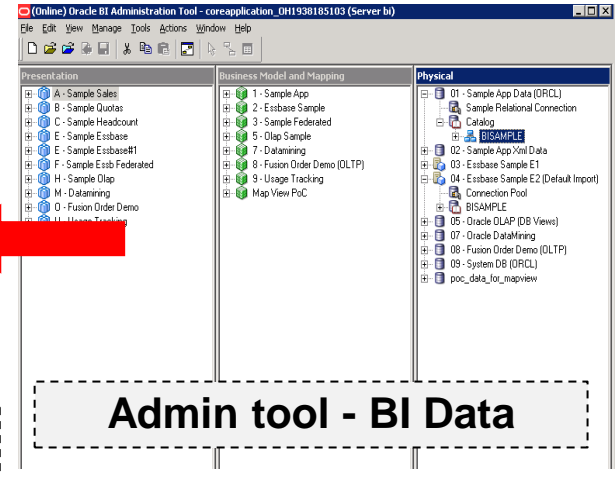 (Online) Oracle BI Administration Tool - coreapplication_OH1938185103 (Server bi)
File Edit View Manage Tools Actions Window Help
Presentation
A - Sample Sales
B - Sample Quotas
C - Sample Headcount
E - Sample Essbase
E - Sample Essbase#1
F - Sample Essb Federated
H - Sample Olap
M - Datamining
O - Fusion Order Demo
U - Usage Tracking
Business Model and Mapping
1 - Sample App
2 - Essbase Sample
3 - Sample Federated
5 - Olap Sample
7 - Datamining
8 - Fusion Order Demo (OLTP)
9 - Usage Tracking
Map View PoC
Physical
01 - Sample App Data (ORCL)
Sample Relational Connection
Catalog
BISAMPLE
02 - Sample App Xml Data
03 - Essbase Sample E1
04 - Essbase Sample E2 (Default Import)
Connection Pool
BISAMPLE
05 - Oracle OLAP (DB Views)
07 - Oracle DataMining
08 - Fusion Order Demo (OLTP)
09 - System DB (ORCL)
poc_data_for_mapview
Admin tool - BI Data